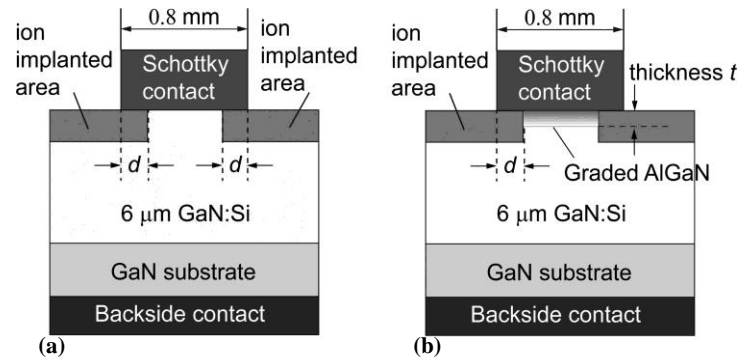 0.8 mm
ion
implanted
area
Schottky
contact
ion
implanted
area
d
d
6 μm GaN:Si
GaN substrate
Backside contact
(a)
0.8 mm
ion
implanted
area
Schottky
contact
thickness t
d
Graded AlGaN
6 μm GaN:Si
GaN substrate
Backside contact
(b)